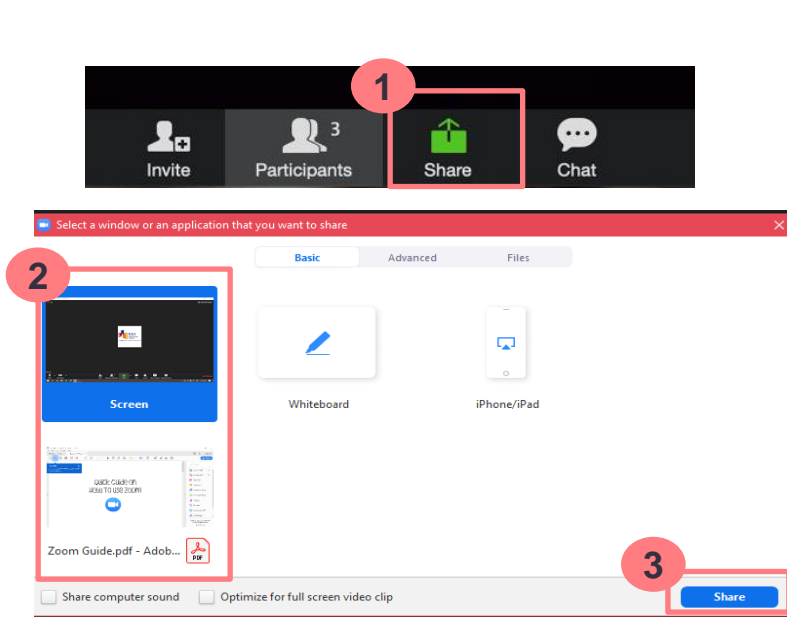 1
3
Invite
Participants
Share
Chat
Select a window or an application that you want to share
Basic
Advanced
Files
2
Screen
Whiteboard
iPhone/iPad
Quick Guide on
How to use Zoom
Zoom Guide.pdf - Adob...
PDF
3
Share computer sound
Optimize for full screen video clip
Share